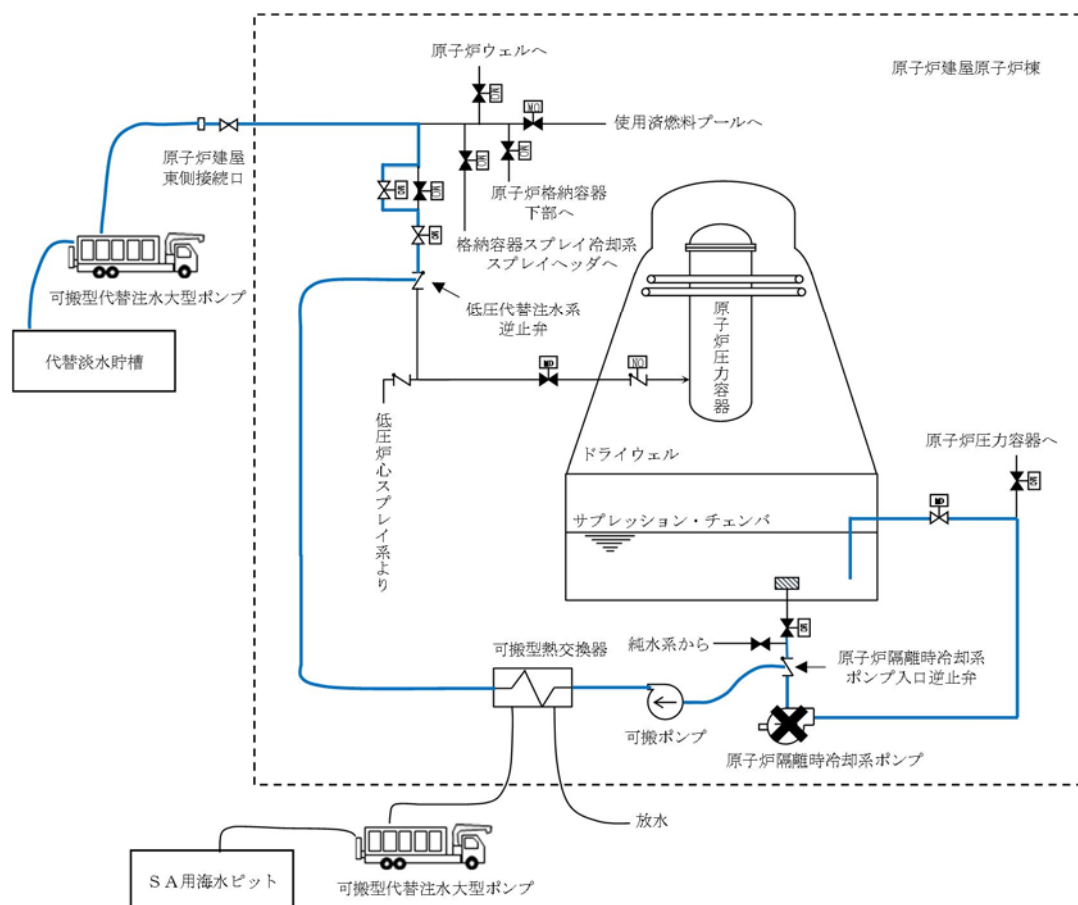 原子炉ウェルへ
原子炉建屋原子炉棟
MO
MO
使用済燃料プールへ
原子炉建屋
東側接続口
MO
MO
MO
MO
原子炉格納容器
下部へ
MO
格納容器スプレイ冷却系
スプレイヘッダへ
可搬型代替注水大型ポンプ
低圧代替注水系
逆止弁
原子炉圧力容器
代替淡水貯槽
MO
NO
低圧炉心スプレイ系より
原子炉圧力容器へ
MO
ドライウェル
MO
サプレッション・チェンバ
MO
純水系から
可搬型熱交換器
原子炉隔離時冷却系
ポンプ入口逆止弁
可搬ポンプ
原子炉隔離時冷却系ポンプ
放水
SA用海水ピット
可搬型代替注水大型ポンプ